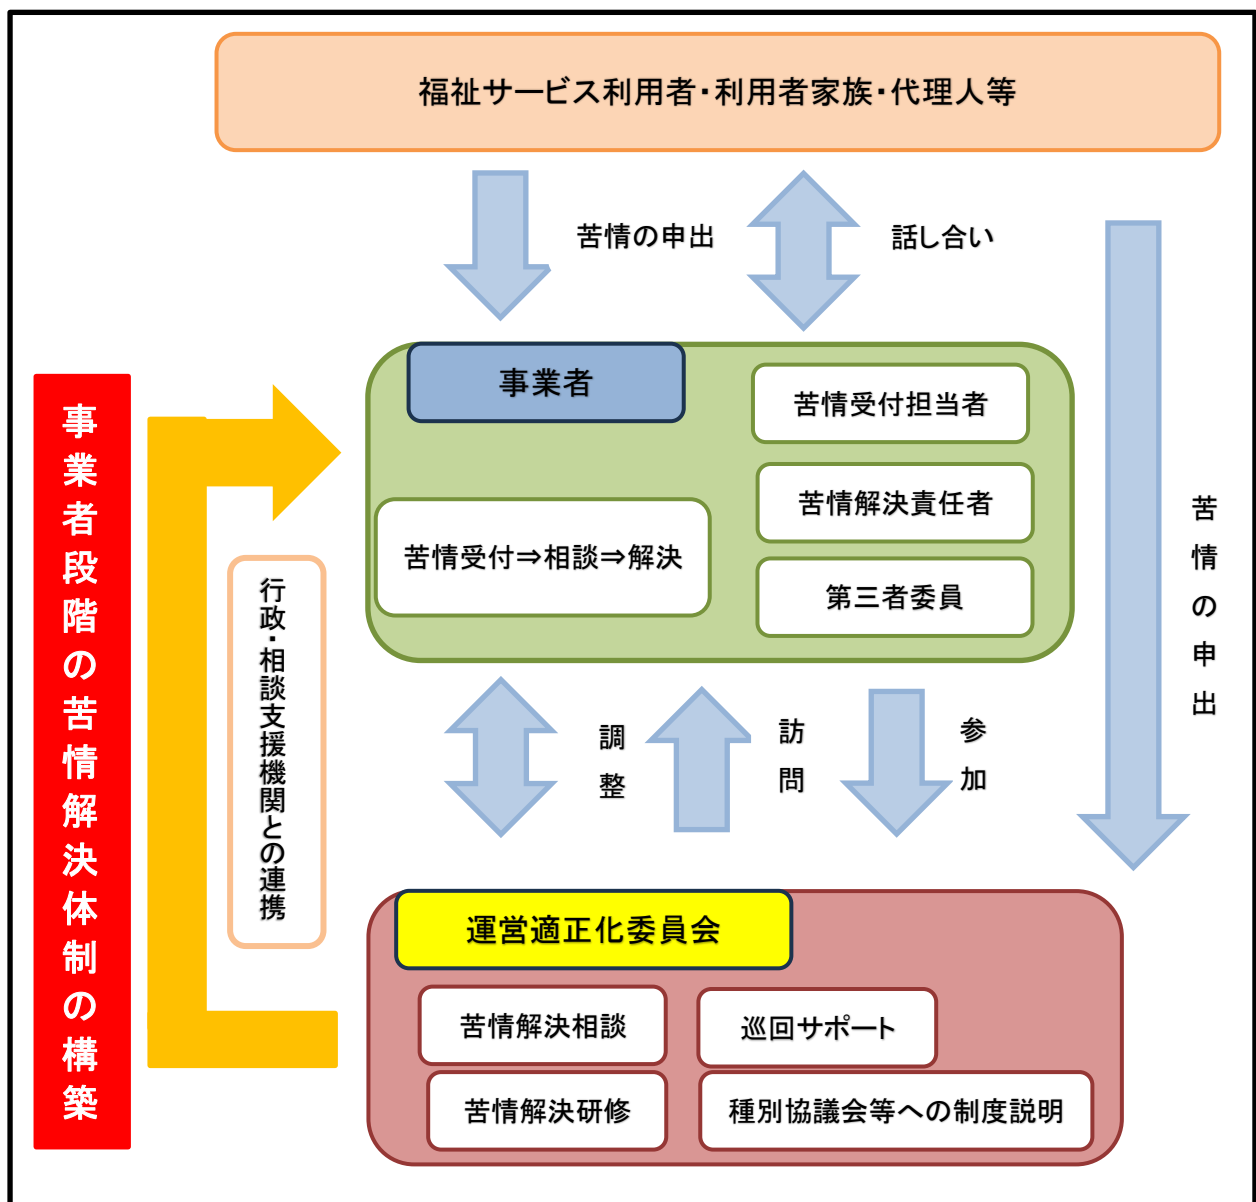 福祉サービス利用者・利用者家族・代理人等
苦情の申出
話し合い
苦情の申出
事業者
苦情受付担当者
苦情解決責任者
第三者委員
苦情受付⇒相談⇒解決
事業者段階の苦情解決体制の構築
行政・相談支援機関との連携
調整
訪問
参加
運営適正化委員会
苦情解決相談
巡回サポート
苦情解決研修
種別協議会等への制度説明